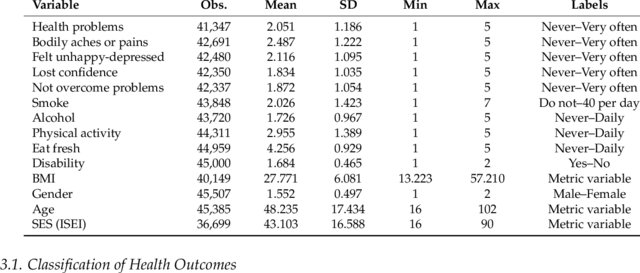 Variable Obs. Mean SD Min Max Labels
Health problems 41,347 2.051 1.186 1 5 Never–Very often
Bodily aches or pains 42,691 2.487 1.222 1 5 Never–Very often
Felt unhappy-depressed 42,480 2.116 1.095 1 5 Never–Very often
Lost confidence 42,350 1.834 1.035 1 5 Never–Very often
Not overcome problems 42,337 1.872 1.054 1 5 Never–Very often
Smoke 43,848 2.026 1.423 1 7 Do not–40 per day
Alcohol 43,720 1.726 0.967 1 5 Never–Daily
Physical activity 44,311 2.955 1.389 1 5 Never–Daily
Eat fresh 44,959 4.256 0.929 1 5 Never–Daily
Disability 45,000 1.684 0.465 1 2 Yes–No
BMI 40,149 27.771 6.081 13.223 57.210 Metric variable
Gender 45,507 1.552 0.497 1 2 Male–Female
Age 45,385 48.235 17.434 16 102 Metric variable
SES (ISEI) 36,699 43.103 16.588 16 90 Metric variable
3.1. Classification of Health Outcomes